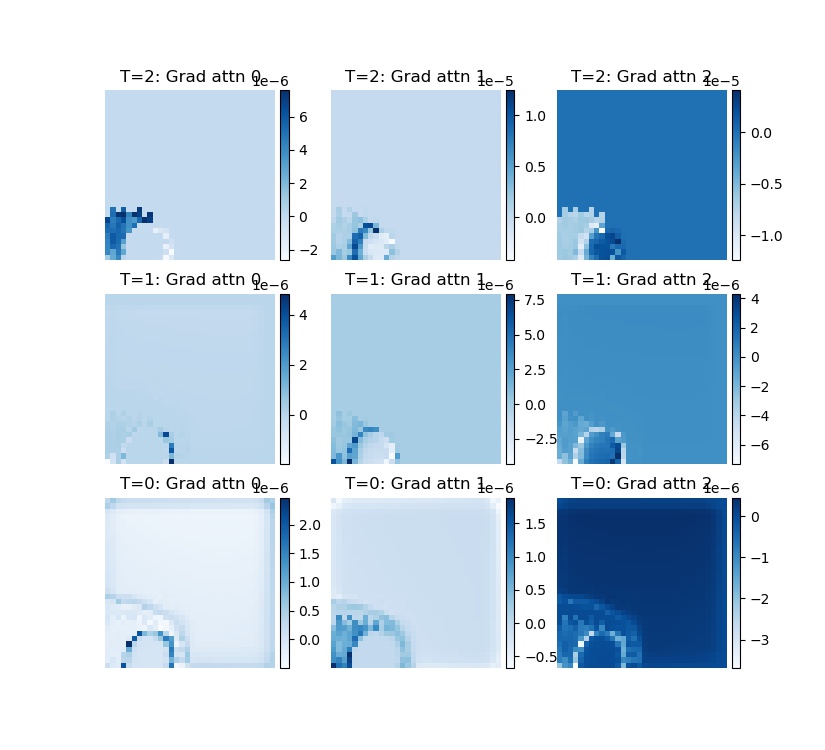 T=2: Grad attn 0
1e−6
T=2: Grad attn 1
1e−5
T=2: Grad attn 2
1e−5
6
4
2
0
−2
1.0
0.5
0.0
0.0
−0.5
−1.0
T=1: Grad attn 0
1e−6
T=1: Grad attn 1
1e−6
T=1: Grad attn 2
1e−6
4
2
0
7.5
5.0
2.5
0.0
−2.5
4
2
0
−2
−4
−6
T=0: Grad attn 0
1e−6
T=0: Grad attn 1
1e−6
T=0: Grad attn 2
1e−6
2.0
1.5
1.0
0.5
0.0
1.5
1.0
0.5
0.0
−0.5
0
−1
−2
−3